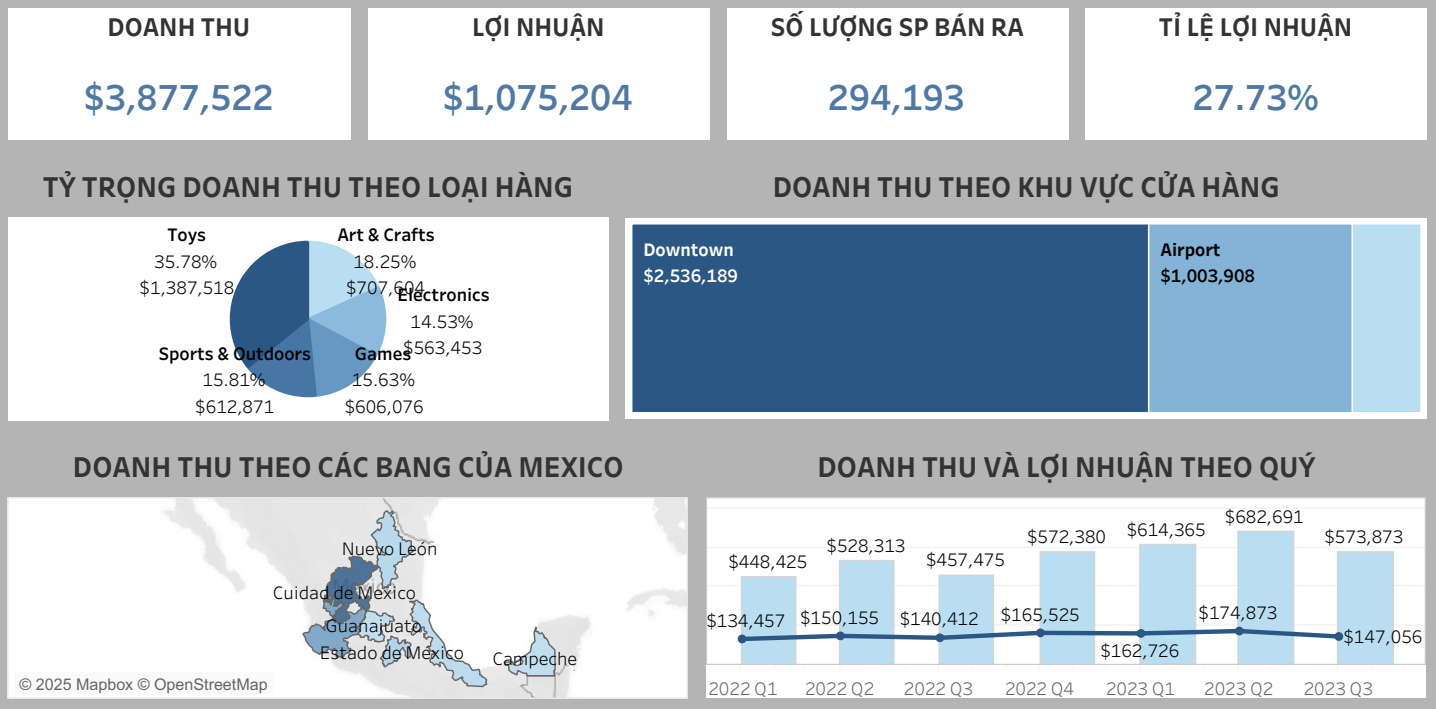 DOANH THU
$3,877,522
LỢI NHUẬN
$1,075,204
SỐ LƯỢNG SP BÁN RA
294,193
TỈ LỆ LỢI NHUẬN
27.73%
TỶ TRỌNG DOANH THU THEO LOẠI HÀNG
Toys
35.78%
$1,387,518
Art & Crafts
18.25%
$707,604
Electronics
14.53%
$563,453
Sports & Outdoors
15.81%
$612,871
Games
15.63%
$606,076
DOANH THU THEO KHU VỰC CỬA HÀNG
Downtown
$2,536,189
Airport
$1,003,908
DOANH THU THEO CÁC BANG CỦA MEXICO
Nuevo León
Cuidad de Mexico
Guanajuato
Estado de México
Campeche
© 2025 Mapbox © OpenStreetMap
DOANH THU VÀ LỢI NHUẬN THEO QUÝ
$448,425
$528,313
$457,475
$572,380
$614,365
$682,691
$573,873
$134,457
$150,155
$140,412
$165,525
$162,726
$174,873
$147,056
2022 Q1
2022 Q2
2022 Q3
2022 Q4
2023 Q1
2023 Q2
2023 Q3